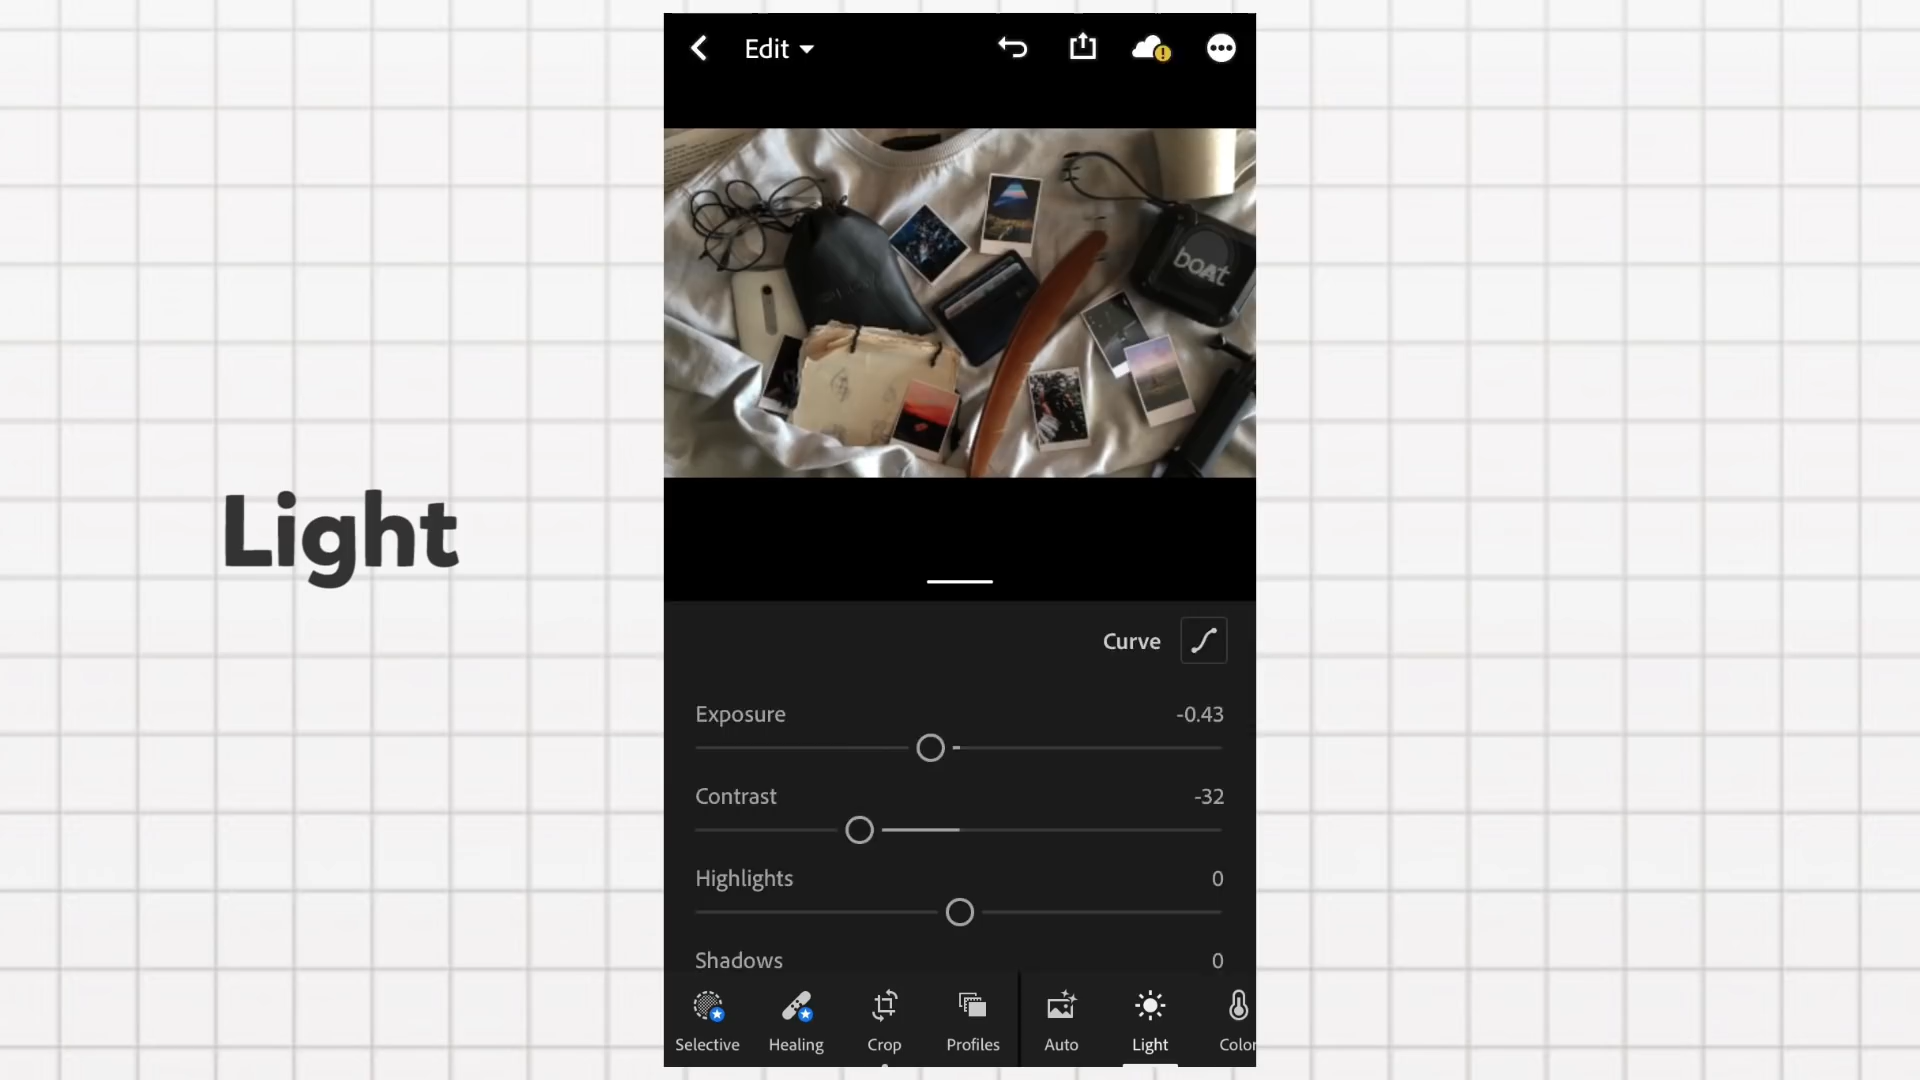 Edit
boAt
Light
Curve
Exposure -0.43
Contrast -32
Highlights 0
Shadows 0
Selective Healing Crop Profiles Auto Light Color